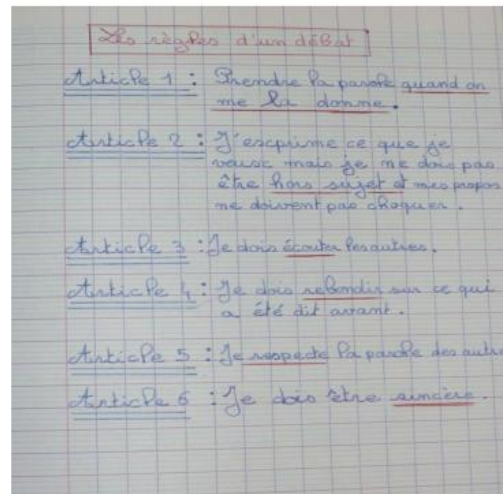 Les règles d'un débat
Article 1 : Prendre la parole quand on
me la donne.
Article 2 : J'exprime ce que je
veux mais je ne dois pas
être hors sujet et mes propos
ne doivent pas choquer.
Article 3 : Je dois écouter les autres.
Article 4 : Je dois rebondir sur ce qui
a été dit avant.
Article 5 : Je respecte la parole des autre
Article 6 : Je dois être sincère.